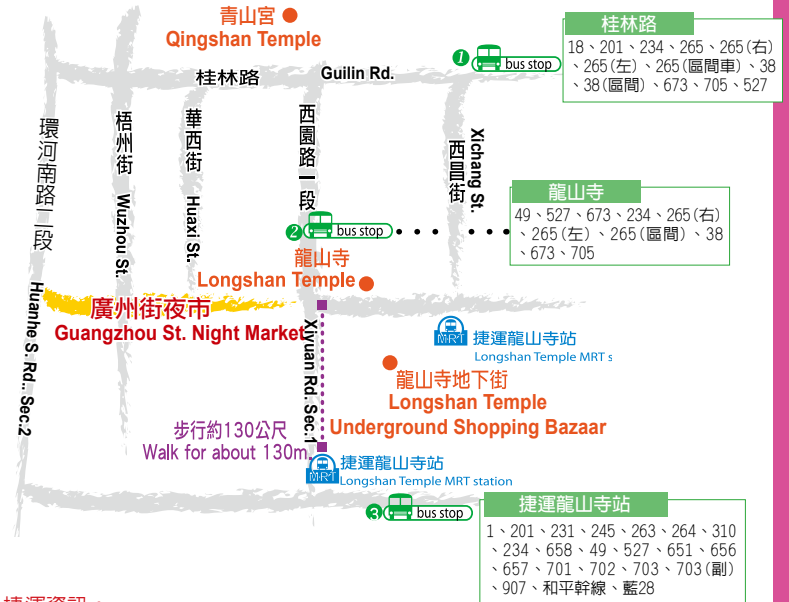 青山宮
Qingshan Temple
桂林路
Guilin Rd.
1 bus stop
桂林路
18、201、234、265、265(右)
、265(左)、265(區間車)、38
、38(區間)、673、705、527
環河南路二段
Huanhe S. Rd.. Sec.2
梧州街
Wuzhou St.
華西街
Huaxi St.
西園路一段
Xiyuan Rd. Sec.1
西昌街
Xichang St.
2 bus stop
龍山寺
49、527、673、234、265(右)
、265(左)、265(區間)、38
、673、705
龍山寺
Longshan Temple
廣州街夜市
Guangzhou St. Night Market
MRT
捷運龍山寺站
Longshan Temple MRT s
龍山寺地下街
Longshan Temple
Underground Shopping Bazaar
步行約130公尺
Walk for about 130m.
MRT
捷運龍山寺站
Longshan Temple MRT station
3 bus stop
捷運龍山寺站
1、201、231、245、263、264、310
、234、658、49、527、651、656
、657、701、702、703、703(副)
、907、和平幹線、藍28
捷運資訊：